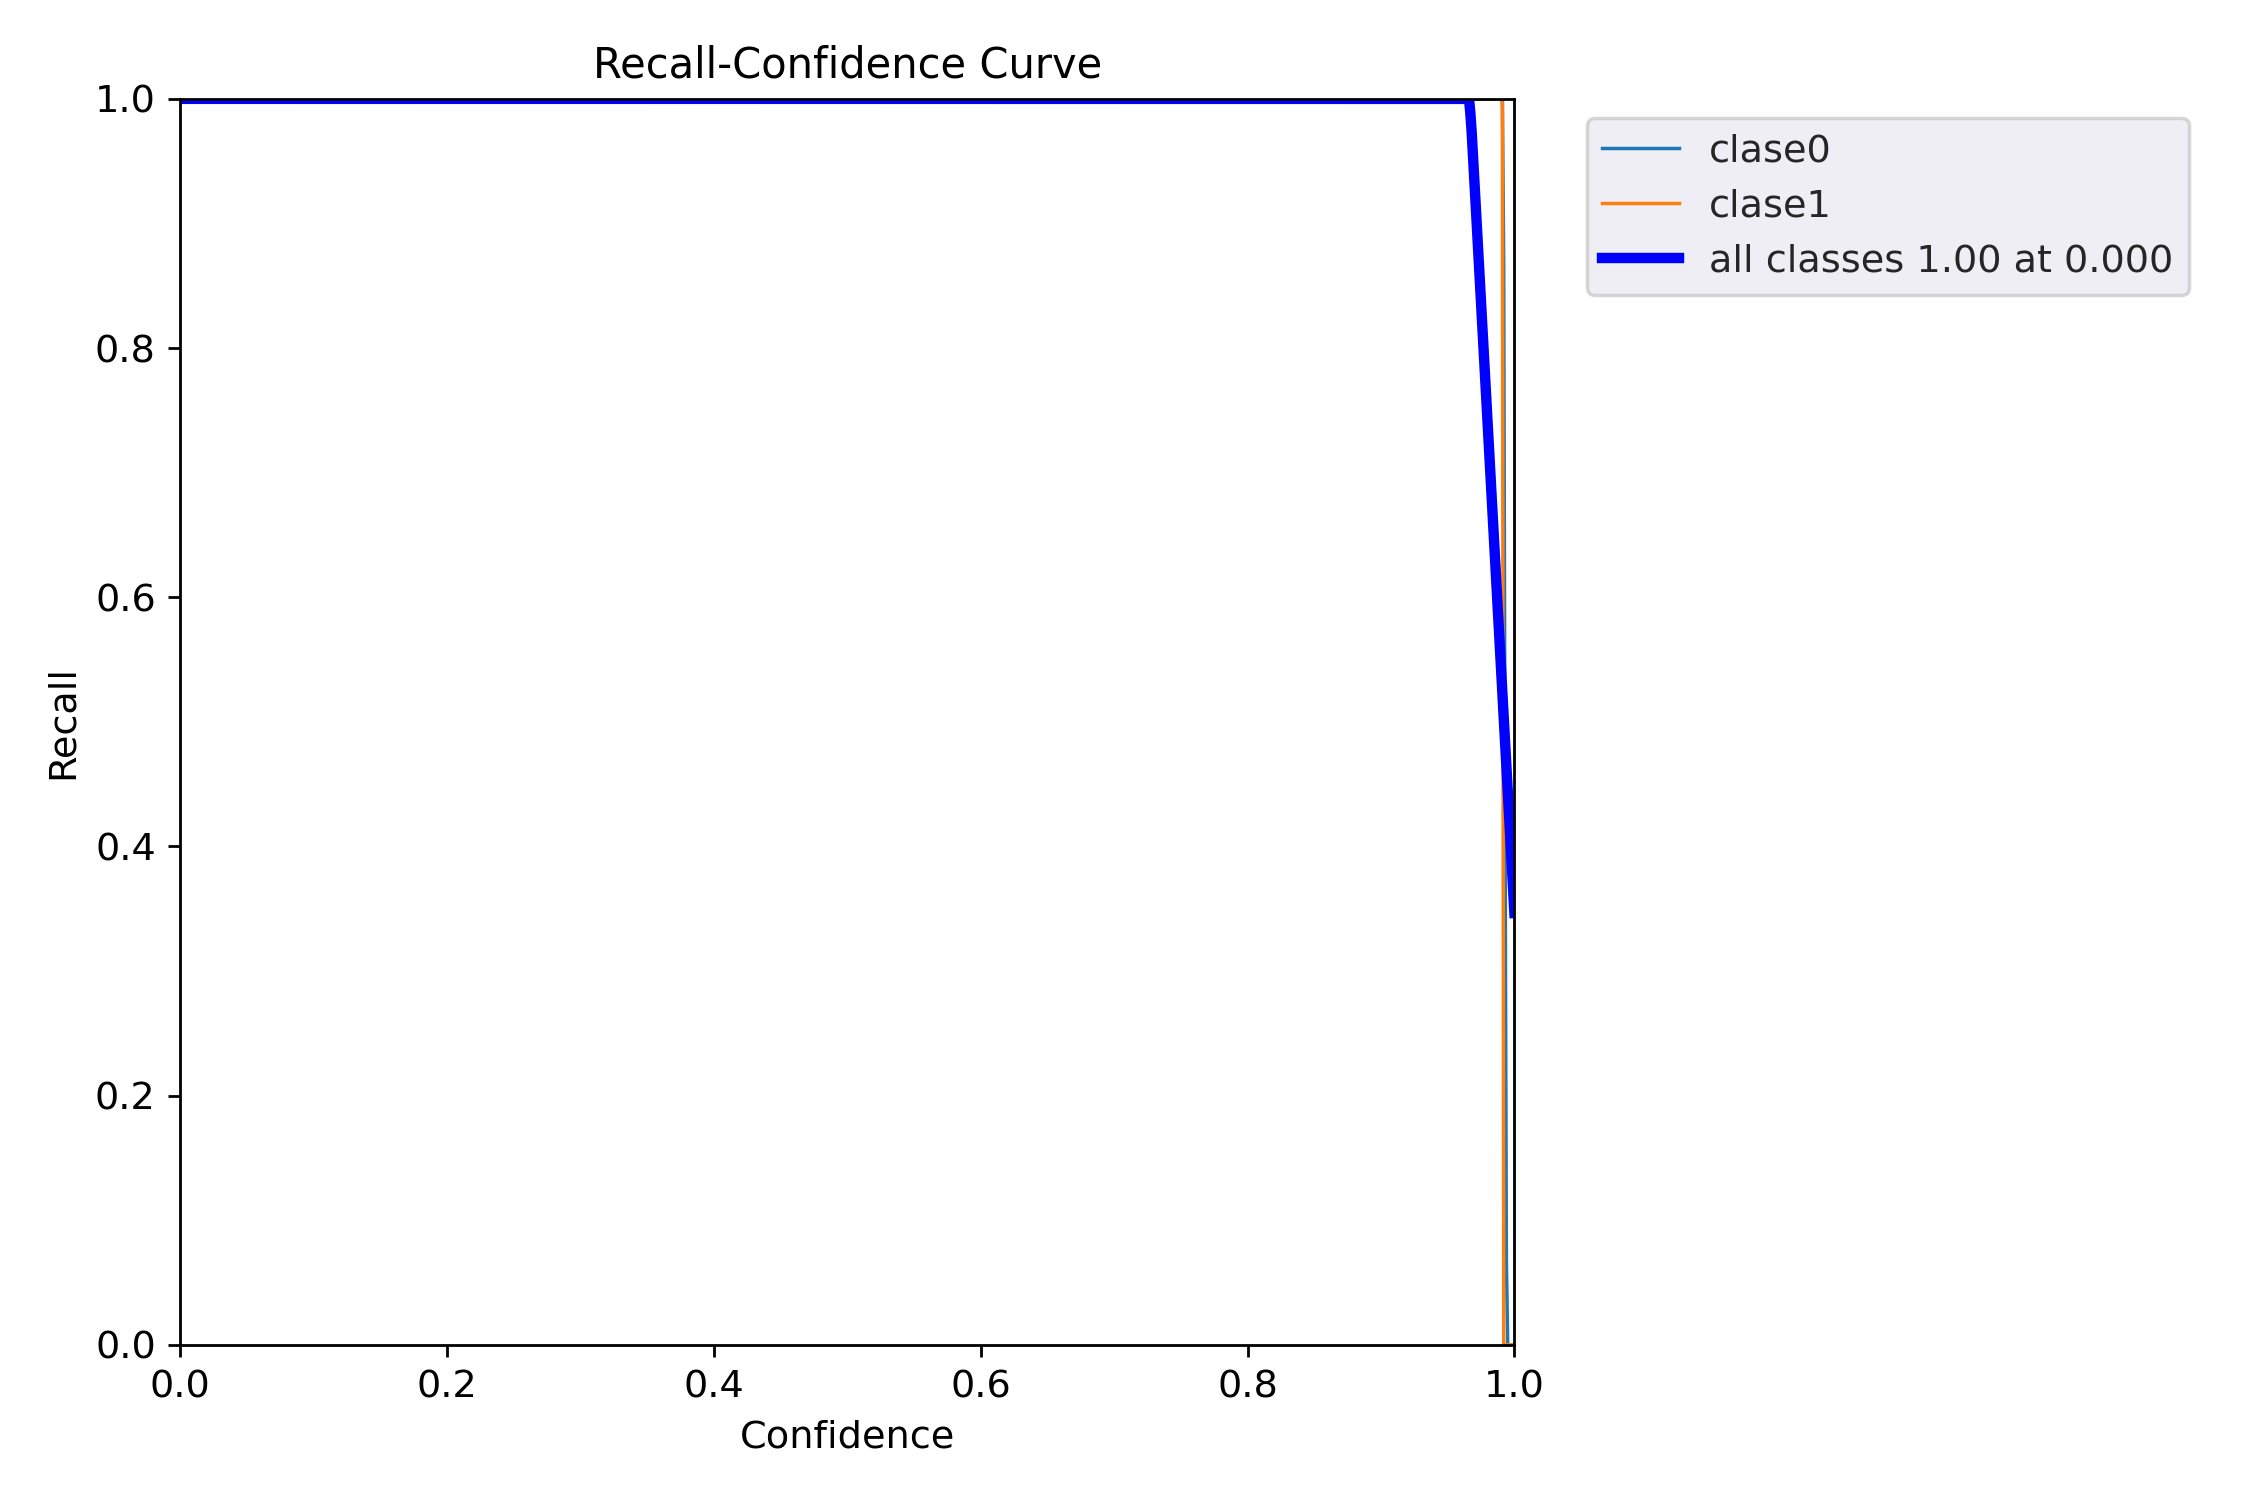 Recall-Confidence Curve
1.0
0.8
0.6
0.4
0.2
0.0
Recall
0.0 0.2 0.4 0.6 0.8 1.0
Confidence
clase0
clase1
all classes 1.00 at 0.000